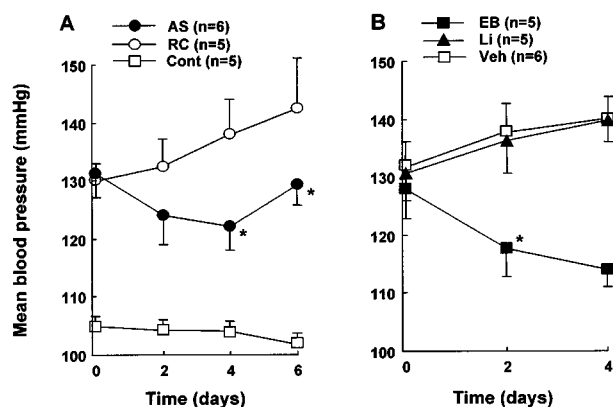 A
AS (n=6)
RC (n=5)
Cont (n=5)
Mean blood pressure (mmHg)
150
140
130
120
110
100
*
*
0
2
4
6
Time (days)
B
EB (n=5)
Li (n=5)
Veh (n=6)
150
140
130
120
110
100
*
0
2
4
Time (days)